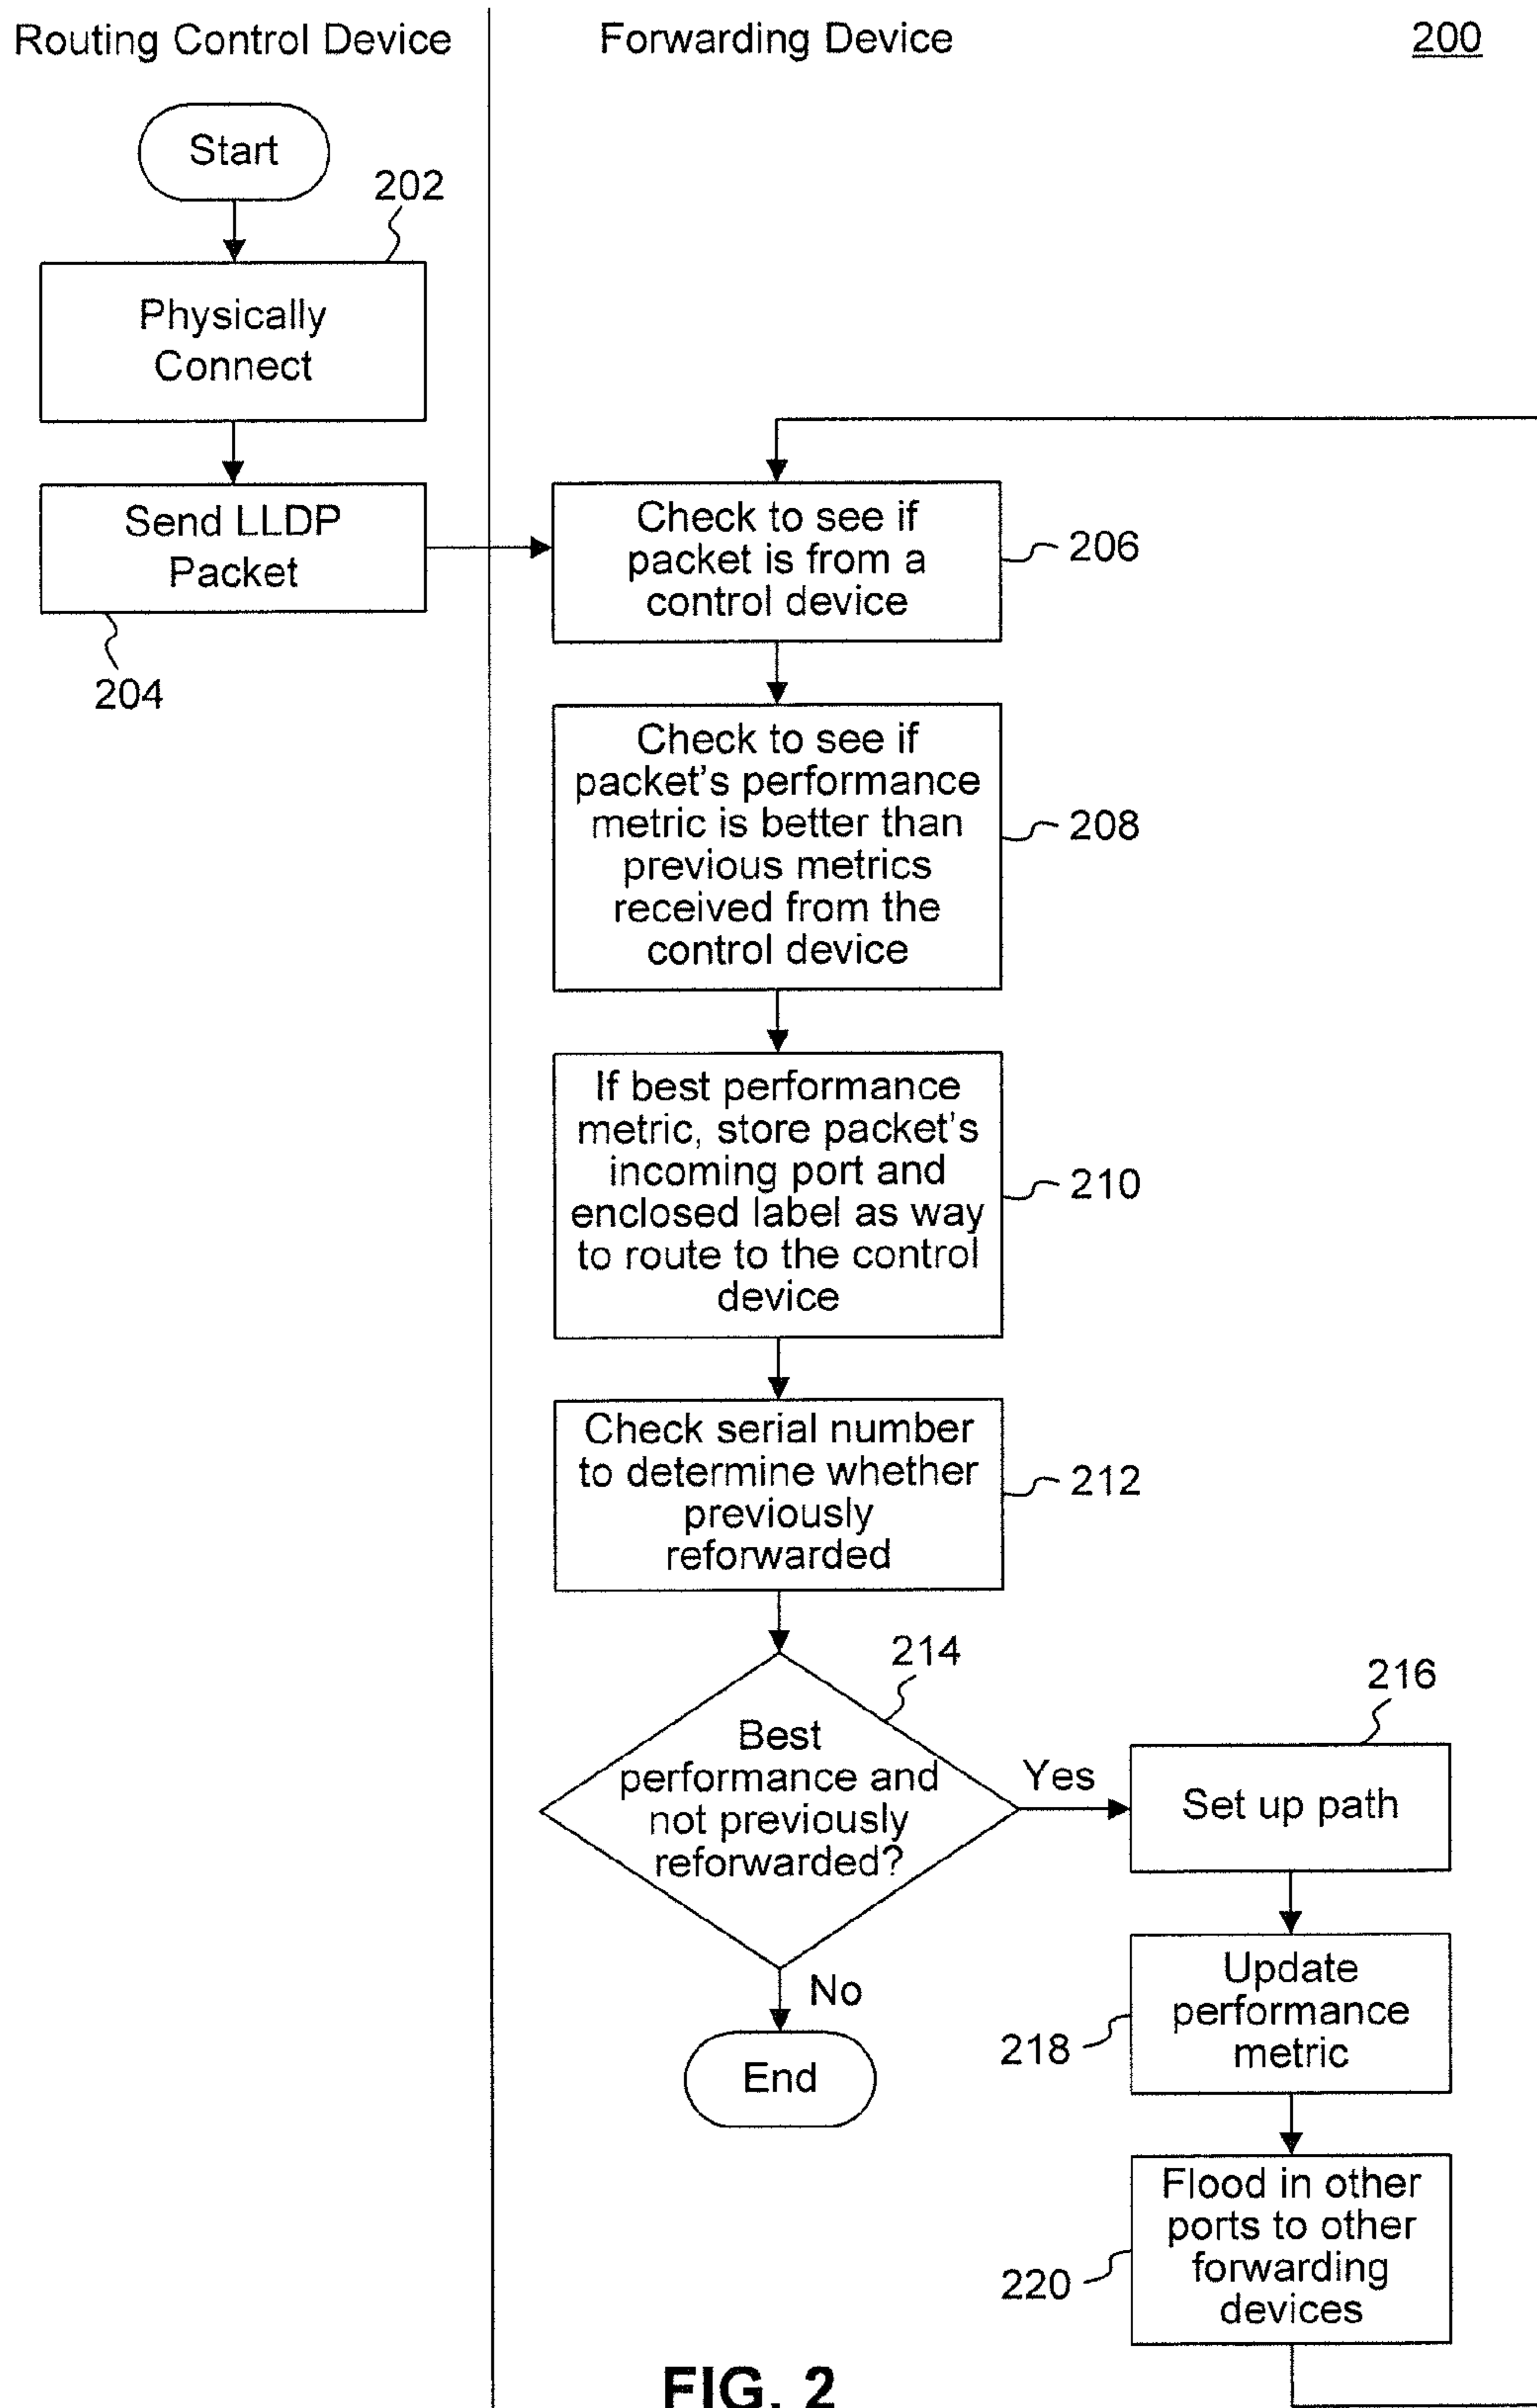 Routing Control Device
Forwarding Device
200
Start
202
Physically
Connect
Send LLDP
Packet
204
Check to see if
packet is from a
control device
206
Check to see if
packet's performance
metric is better than
previous metrics
received from the
control device
208
If best performance
metric, store packet's
incoming port and
enclosed label as way
to route to the control
device
210
Check serial number
to determine whether
previously
reforwarded
212
214
Best
performance and
not previously
reforwarded?
Yes
No
End
216
Set up path
Update
performance
metric
218
Flood in other
ports to other
forwarding
devices
220
FIG. 2